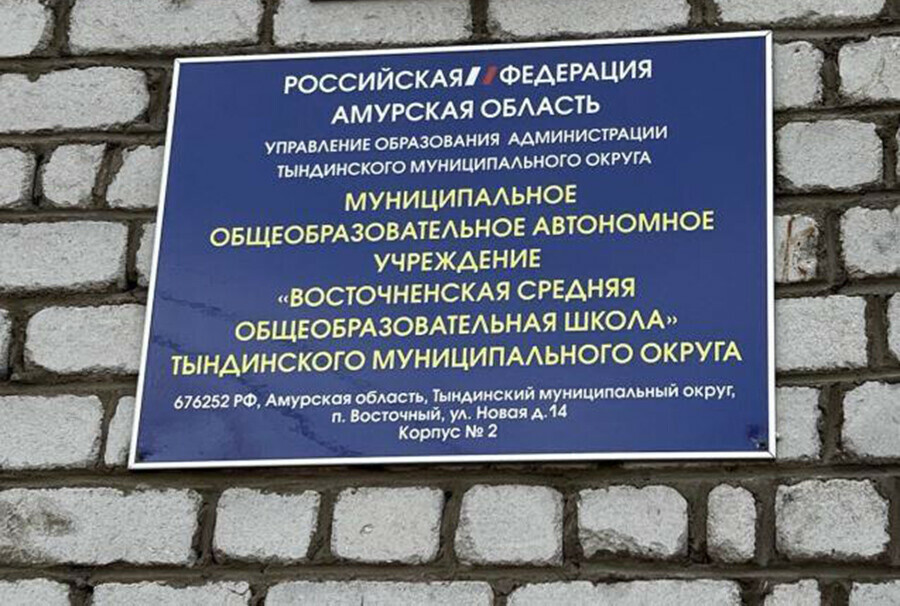 РОССИЙСКАЯ ФЕДЕРАЦИЯ
АМУРСКАЯ ОБЛАСТЬ
УПРАВЛЕНИЕ ОБРАЗОВАНИЯ АДМИНИСТРАЦИИ
ТЫНДИНСКОГО МУНИЦИПАЛЬНОГО ОКРУГА
МУНИЦИПАЛЬНОЕ
ОБЩЕОБРАЗОВАТЕЛЬНОЕ АВТОНОМНОЕ
УЧРЕЖДЕНИЕ
«ВОСТОЧНЕНСКАЯ СРЕДНЯЯ
ОБЩЕОБРАЗОВАТЕЛЬНАЯ ШКОЛА»
ТЫНДИНСКОГО МУНИЦИПАЛЬНОГО ОКРУГА
676252 РФ, Амурская область, Тындинский муниципальный округ,
п. Восточный, ул. Новая д.14
Корпус № 2